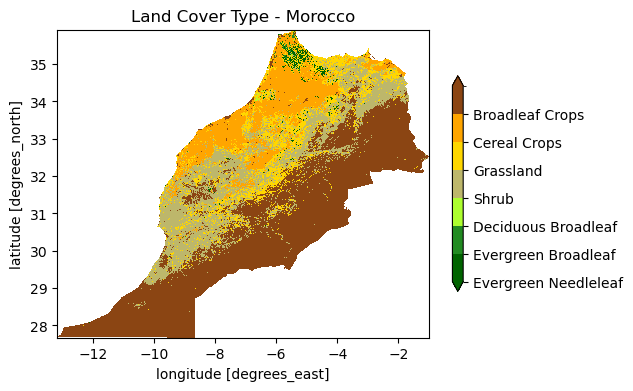 Land Cover Type - Morocco
latitude [degrees_north]
35
34
33
32
31
30
29
28
−12
−10
−8
−6
−4
−2
longitude [degrees_east]
Broadleaf Crops
Cereal Crops
Grassland
Shrub
Deciduous Broadleaf
Evergreen Broadleaf
Evergreen Needleleaf